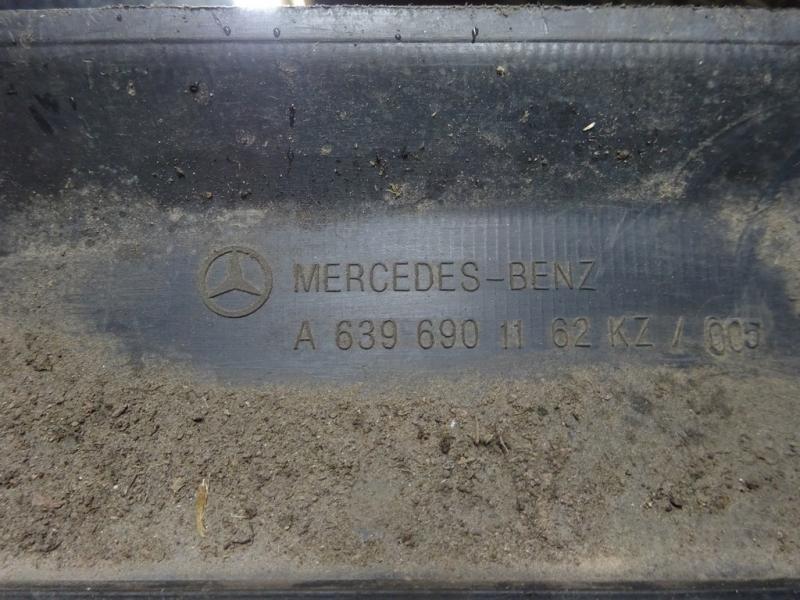 MERCEDES-BENZ
A 639 690 11 62 KZ / 005